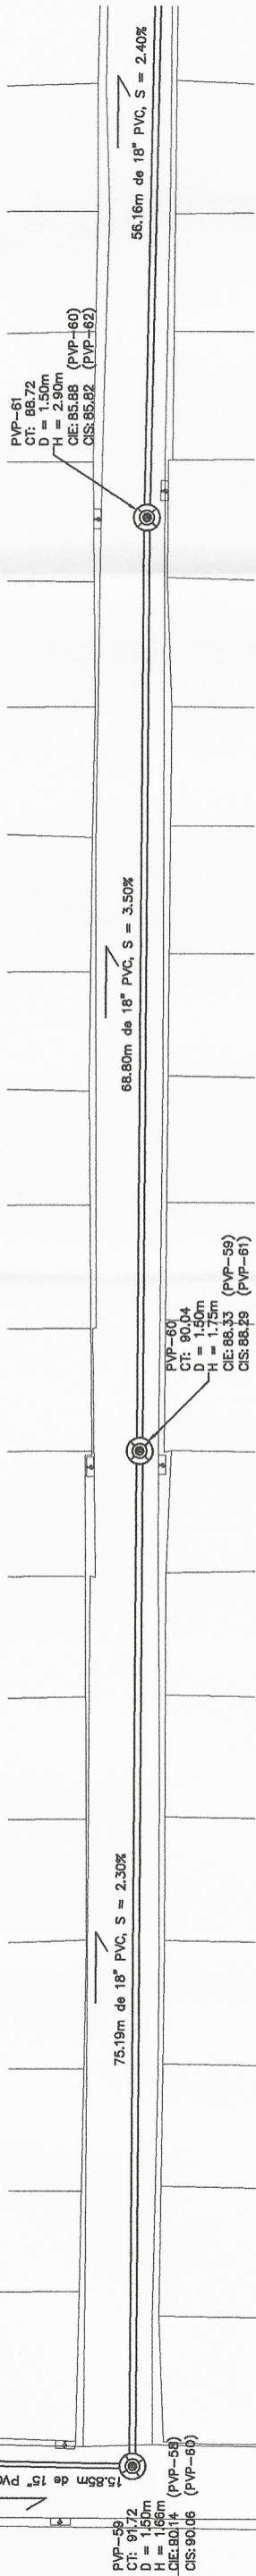 56.16m de 18" PVC, S = 2.40%
PVP-61
CT: 88.72
D = 1.50m
H = 2.90m
CIE: 85.88 (PVP-60)
CIS: 85.82 (PVP-62)
68.80m de 18" PVC, S = 3.50%
PVP-60
CT: 90.04
D = 1.50m
H = 1.75m
CIE: 88.33 (PVP-59)
CIS: 88.29 (PVP-61)
75.19m de 18" PVC, S = 2.30%
15.85m de 15" PVC
PVP-59
CT: 91.72
D = 1.50m
H = 1.66m
CIE: 90.14 (PVP-58)
CIS: 90.06 (PVP-60)